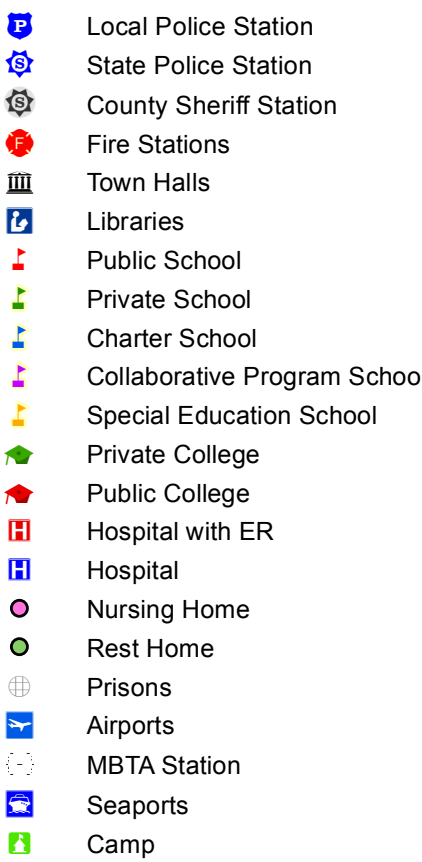 P Local Police Station
S State Police Station
S County Sheriff Station
F Fire Stations
Town Halls
Libraries
Public School
Private School
Charter School
Collaborative Program Schoo
Special Education School
Private College
Public College
H Hospital with ER
H Hospital
Nursing Home
Rest Home
Prisons
Airports
MBTA Station
Seaports
Camp